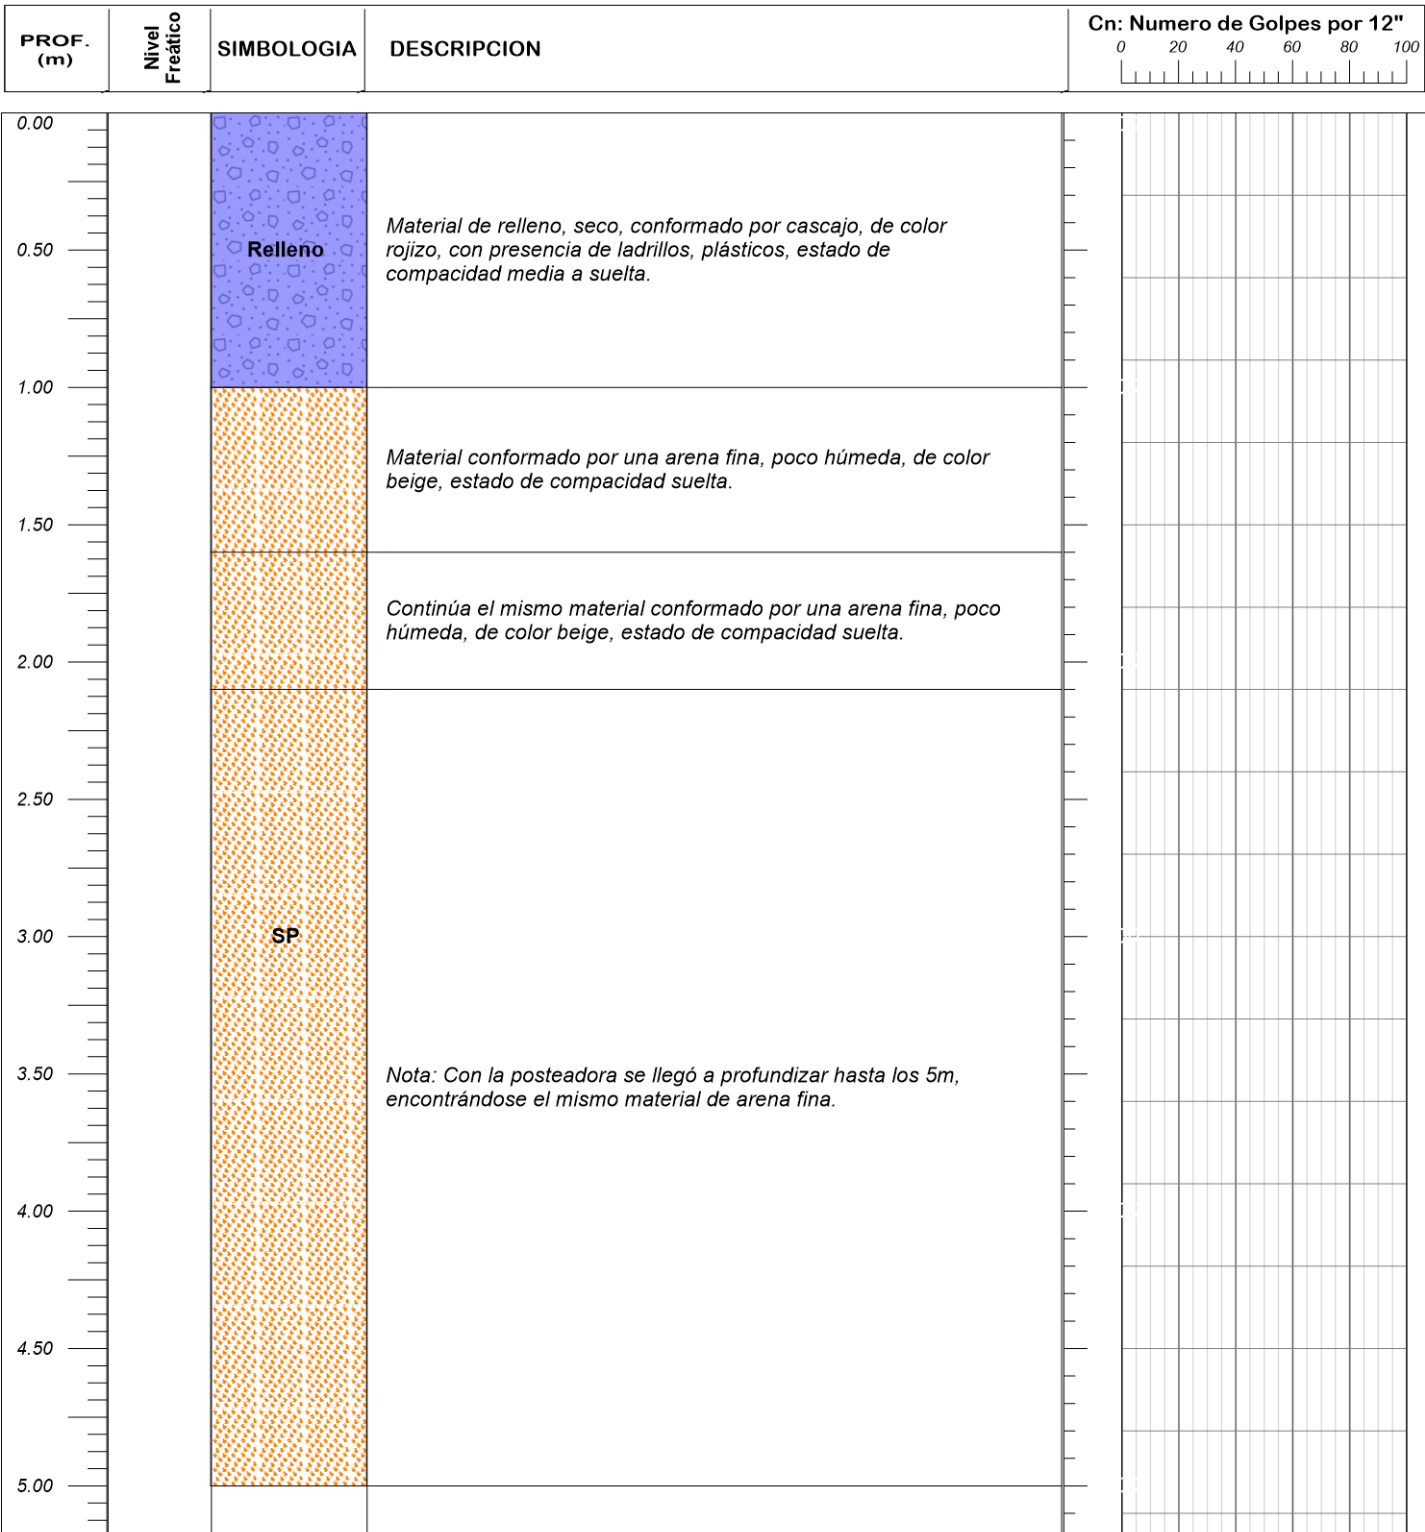 PROF.
(m)
Nivel
Freático
SIMBOLOGIA
DESCRIPCION
Cn: Numero de Golpes por 12"
0 20 40 60 80 100
0.00
Relleno
Material de relleno, seco, conformado por cascajo, de color
rojizo, con presencia de ladrillos, plásticos, estado de
compacidad media a suelta.
0.50
1.00
Material conformado por una arena fina, poco húmeda, de color
beige, estado de compacidad suelta.
1.50
Continúa el mismo material conformado por una arena fina, poco
húmeda, de color beige, estado de compacidad suelta.
2.00
2.50
3.00
SP
3.50
Nota: Con la posteadora se llegó a profundizar hasta los 5m,
encontrándose el mismo material de arena fina.
4.00
4.50
5.00